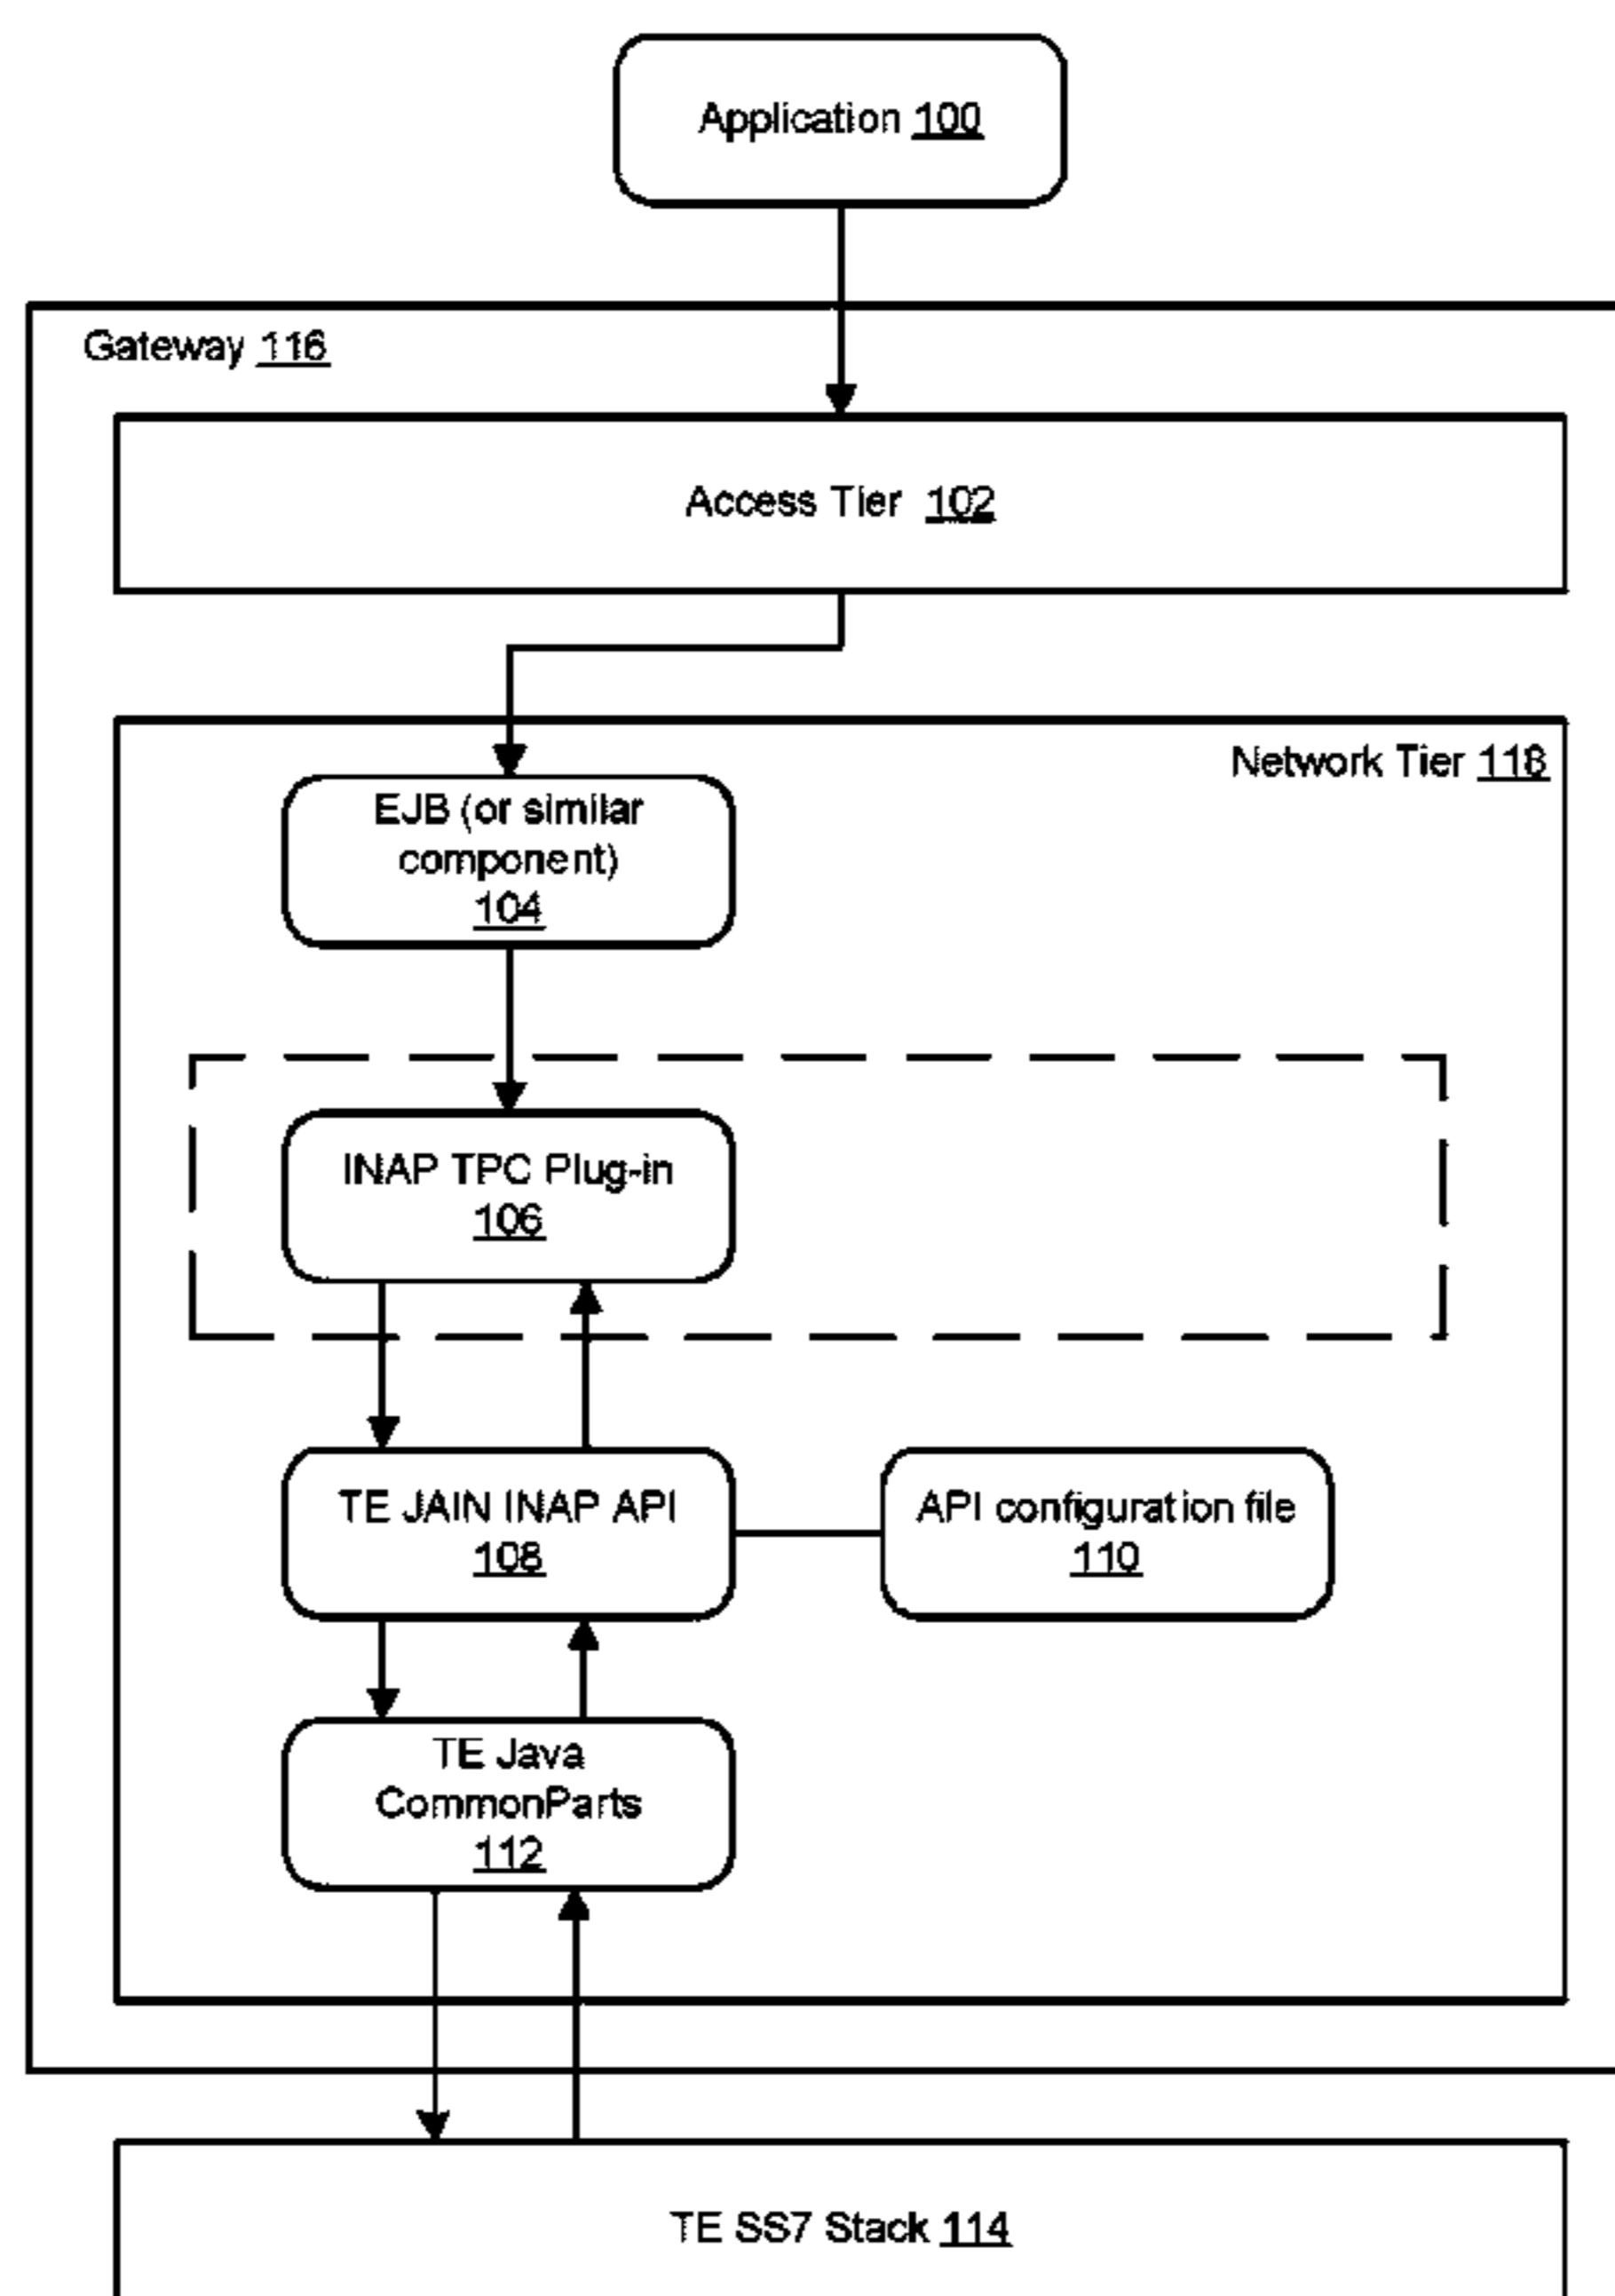 Application 100
Gateway 116
Access Tier 102
Network Tier 118
EJB (or similar
component)
104
INAP TPC Plug-in
106
TE JAIN INAP API
108
API configuration file
110
TE Java
CommonParts
112
TE SS7 Stack 114